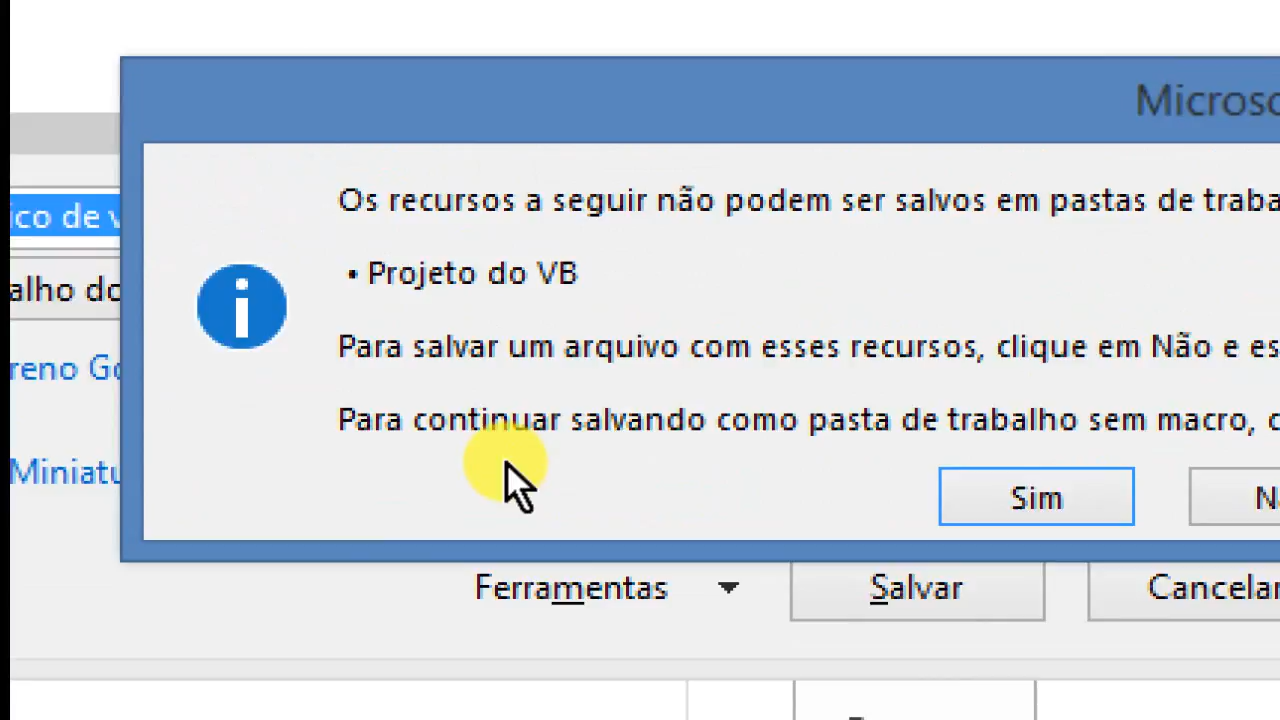 Microso
Os recursos a seguir não podem ser salvos em pastas de traba
ico de v
• Projeto do VB
alho do
Para salvar um arquivo com esses recursos, clique em Não e es
reno Go
Para continuar salvando como pasta de trabalho sem macro, c
Miniatu
Sim
Nã
Ferramentas
Salvar
Cancelar